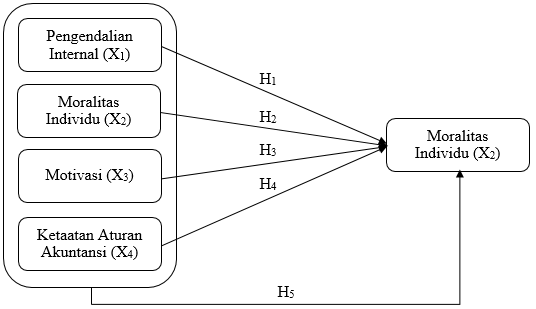 Pengendalian
Internal (X1)
Moralitas
Individu (X2)
Motivasi (X3)
Ketaatan Aturan
Akuntansi (X4)
H1
H2
H3
H4
Moralitas
Individu (X2)
H5